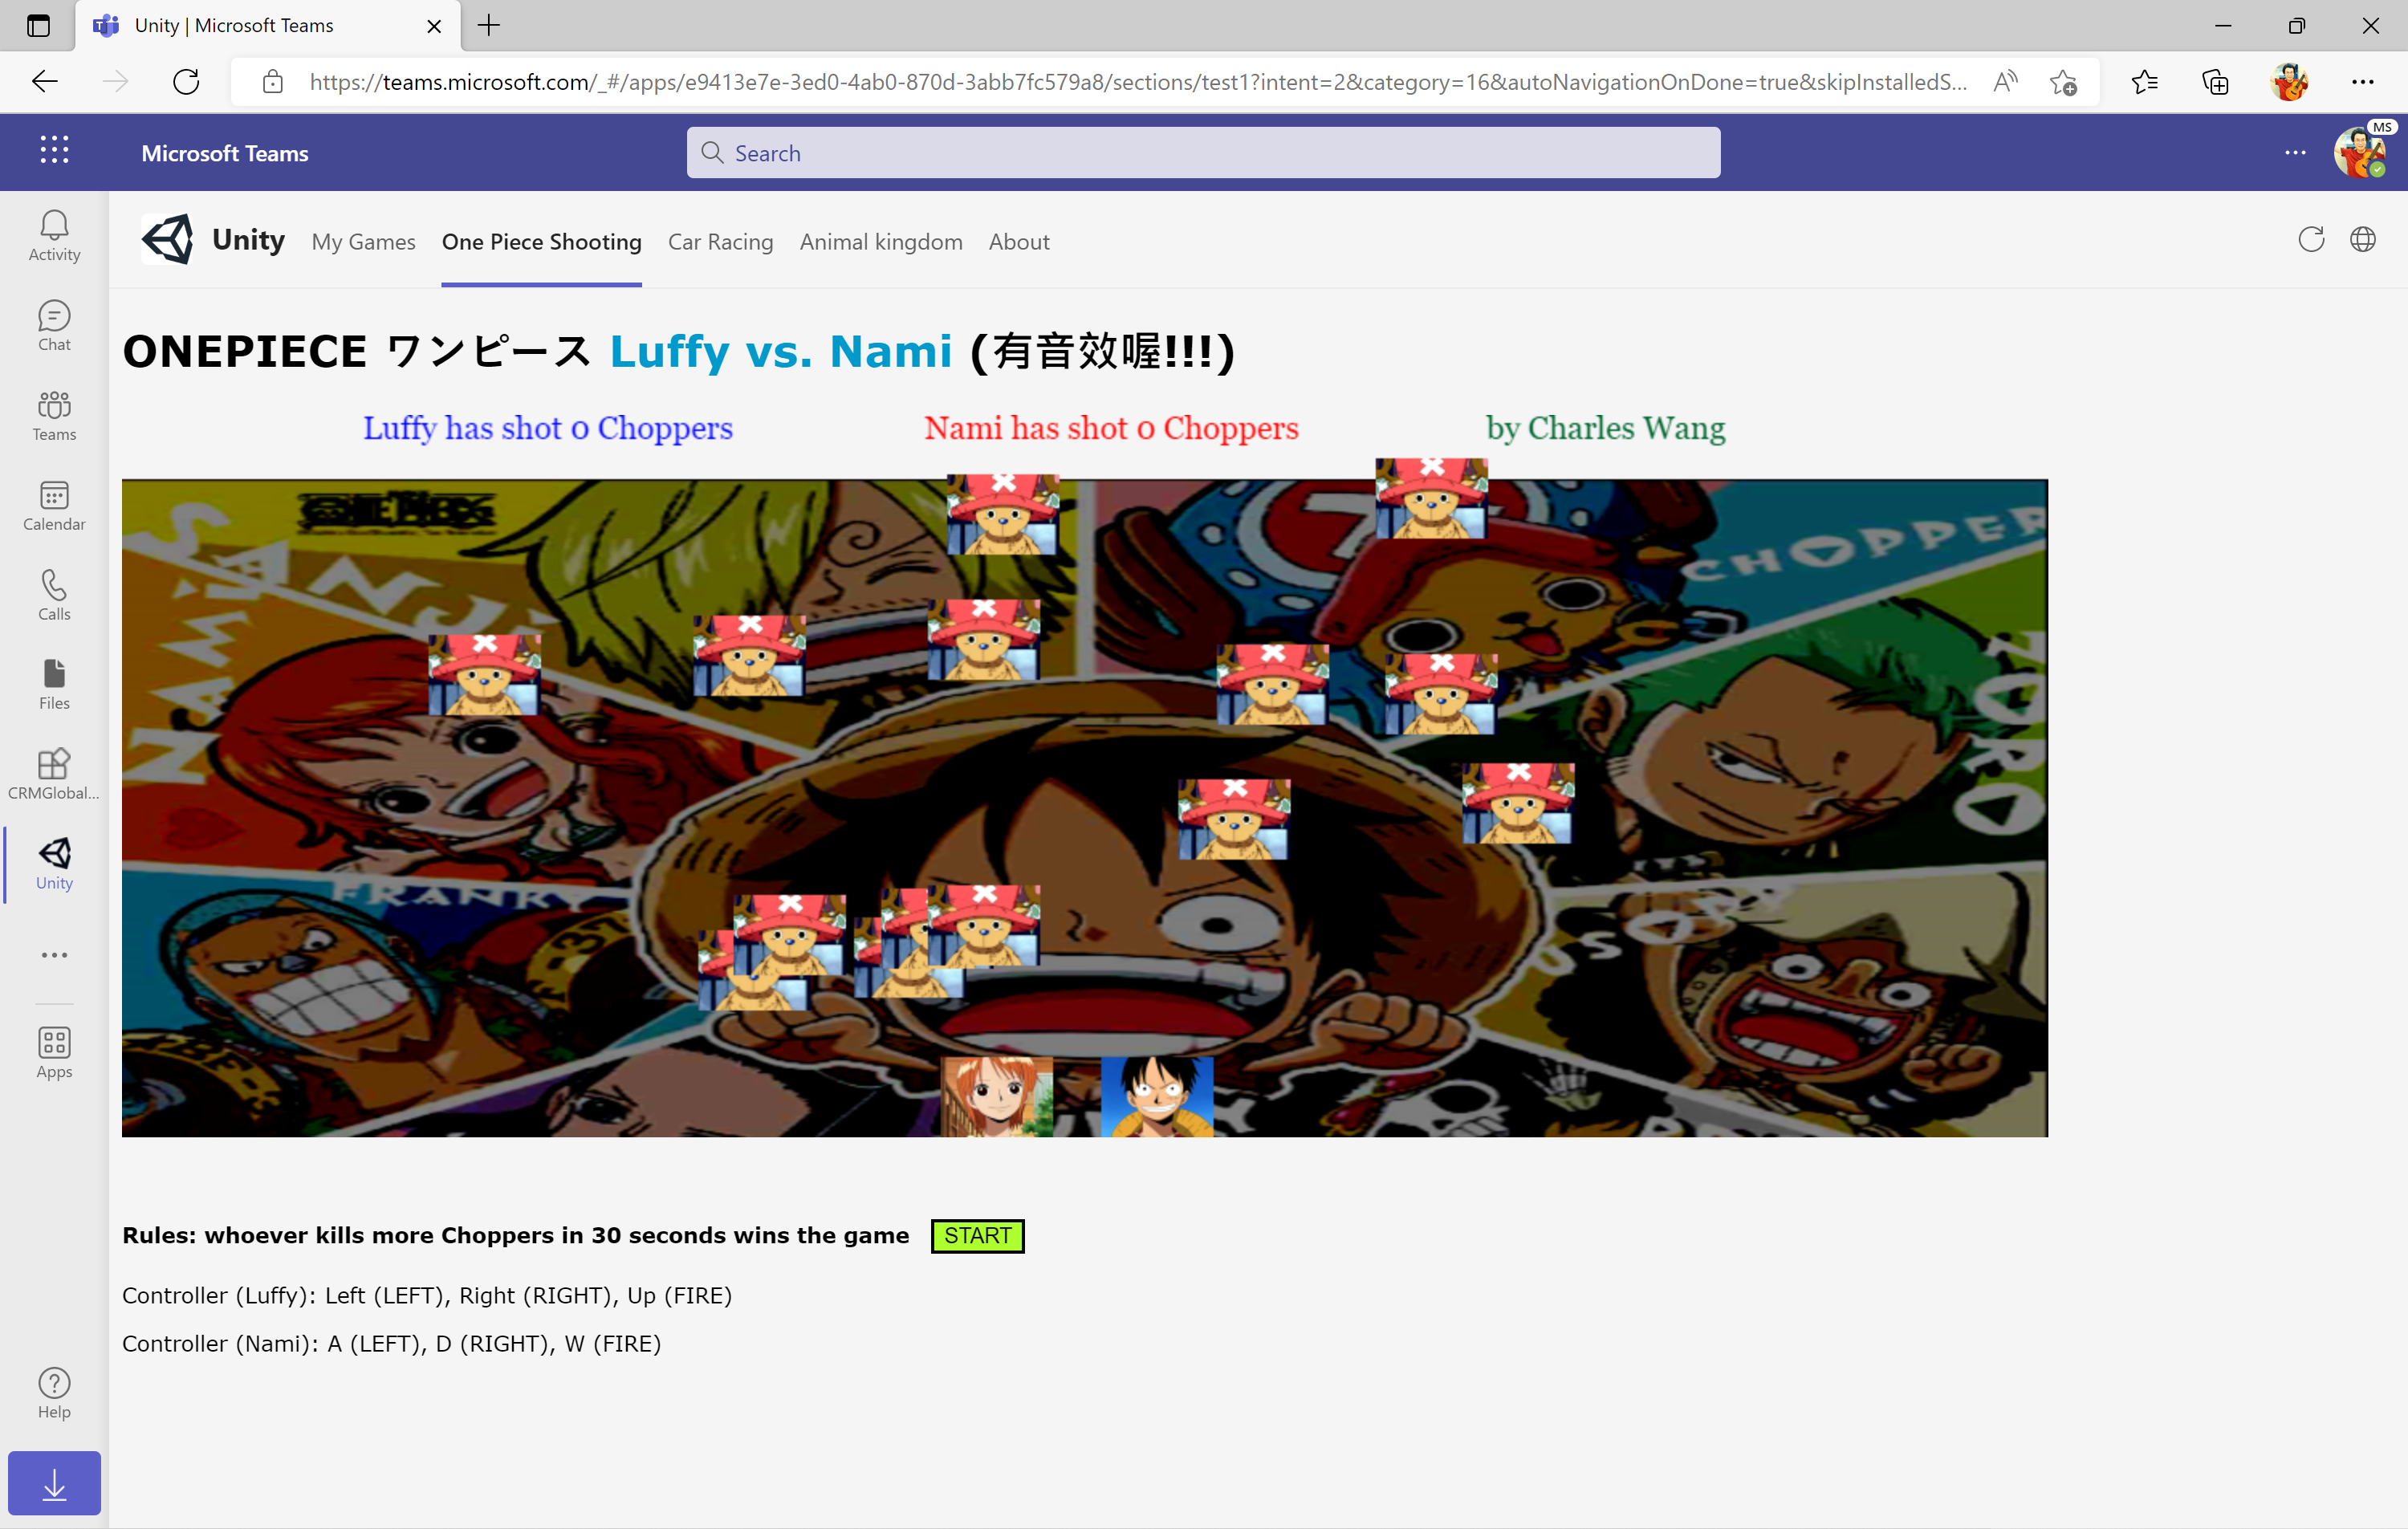 Unity | Microsoft Teams
https://teams.microsoft.com/_#/apps/e9413e7e-3ed0-4ab0-870d-3abb7fc579a8/sections/test1?intent=2&category=16&autoNavigationOnDone=true&skipInstalledS...
Microsoft Teams
Search
MS
Activity
Chat
Teams
Calendar
Calls
Files
CRMGlobal...
Unity
Apps
Help
Unity My Games One Piece Shooting Car Racing Animal kingdom About
ONEPIECE ワンピース Luffy vs. Nami (有音效喔!!!)
Luffy has shot 0 Choppers Nami has shot 0 Choppers by Charles Wang
SANJI
CHOPPER
NAMI
ZORO
FRANKY
Rules: whoever kills more Choppers in 30 seconds wins the game START
Controller (Luffy): Left (LEFT), Right (RIGHT), Up (FIRE)
Controller (Nami): A (LEFT), D (RIGHT), W (FIRE)